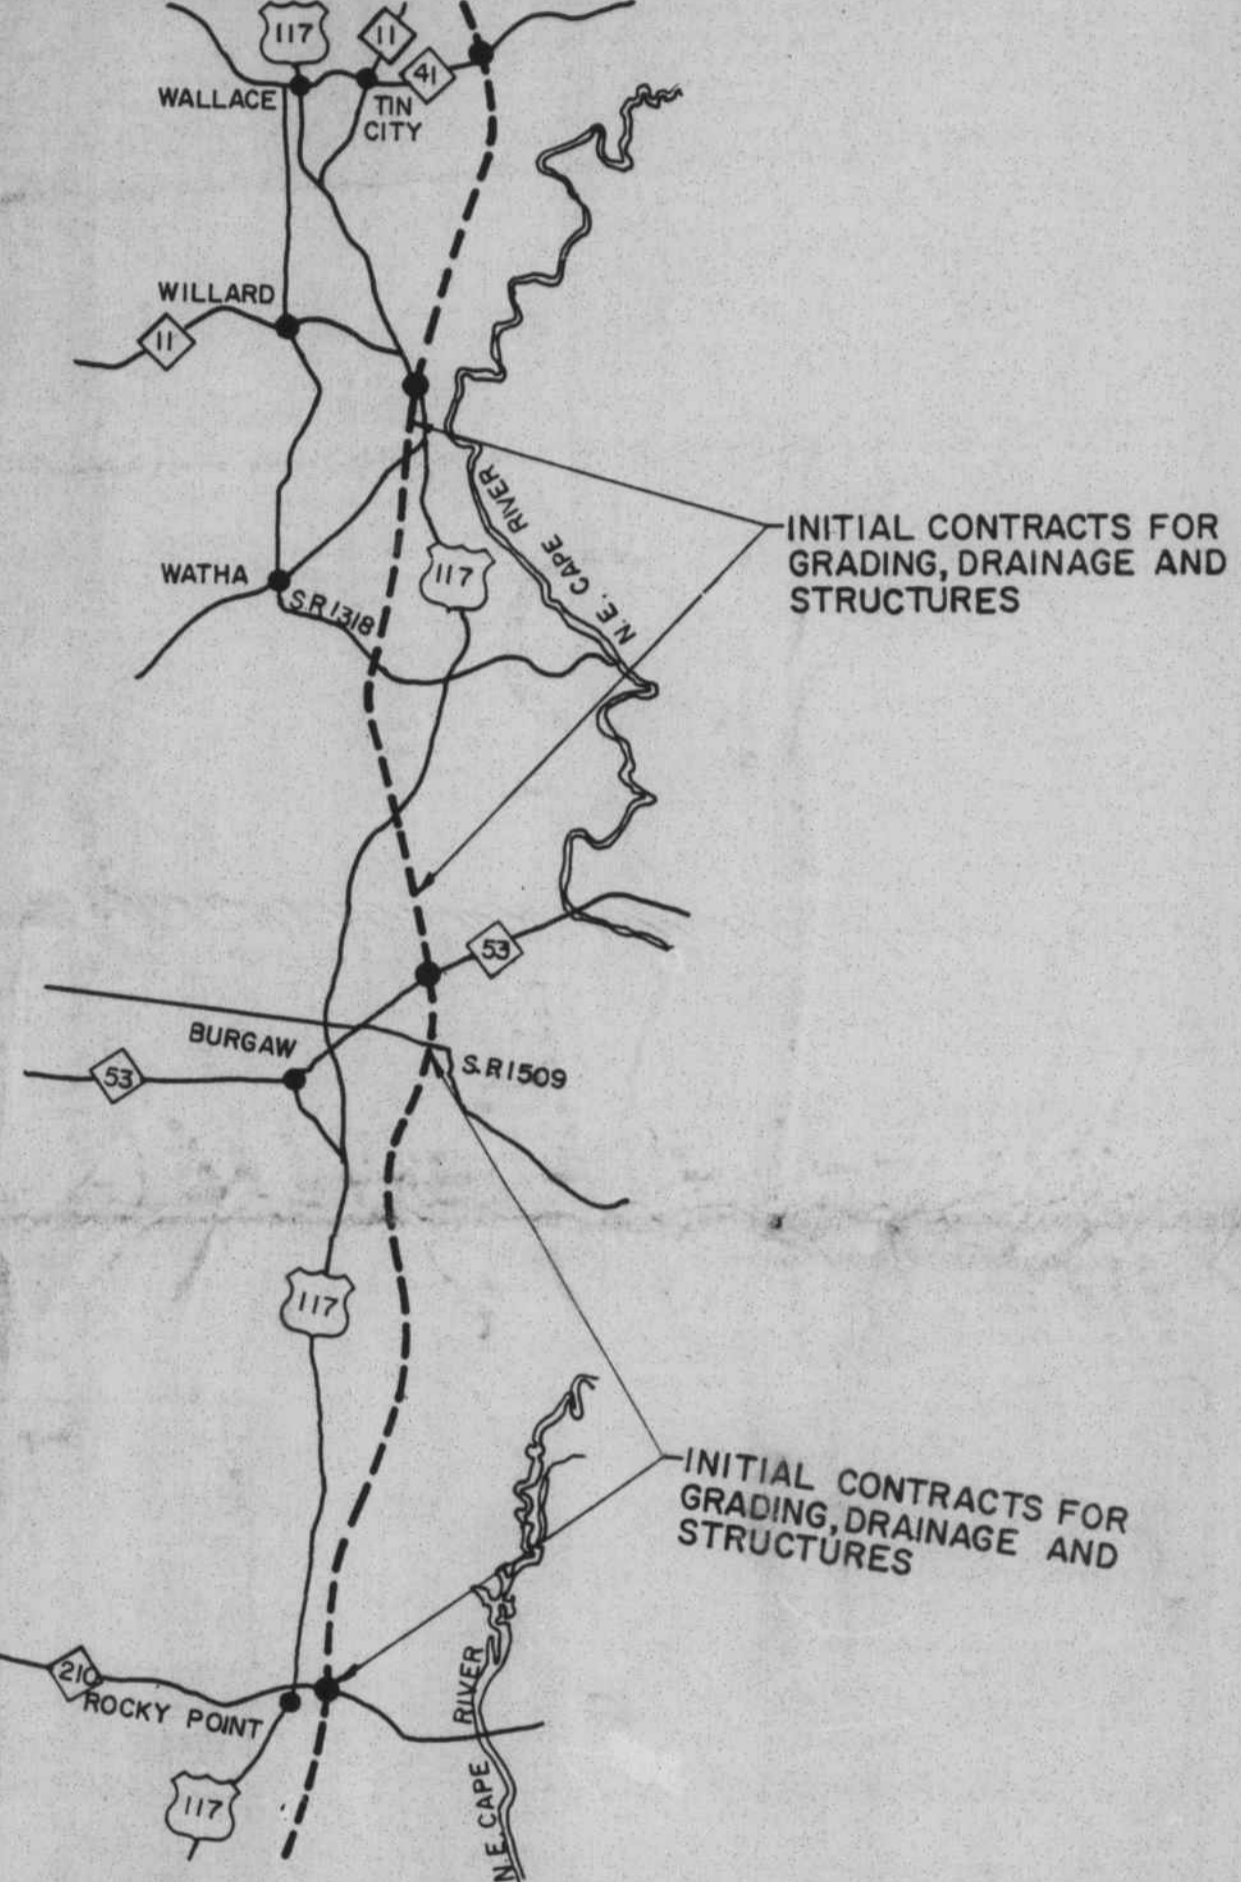 117
11
41
WALLACE
TIN
CITY
WILLARD
11
N.E. CAPE RIVER
INITIAL CONTRACTS FOR
GRADING, DRAINAGE AND
STRUCTURES
WATHA
117
S.R 1318
53
BURGAW
53
S.R 1509
117
INITIAL CONTRACTS FOR
GRADING, DRAINAGE AND
STRUCTURES
210
ROCKY POINT
N.E. CAPE RIVER
117